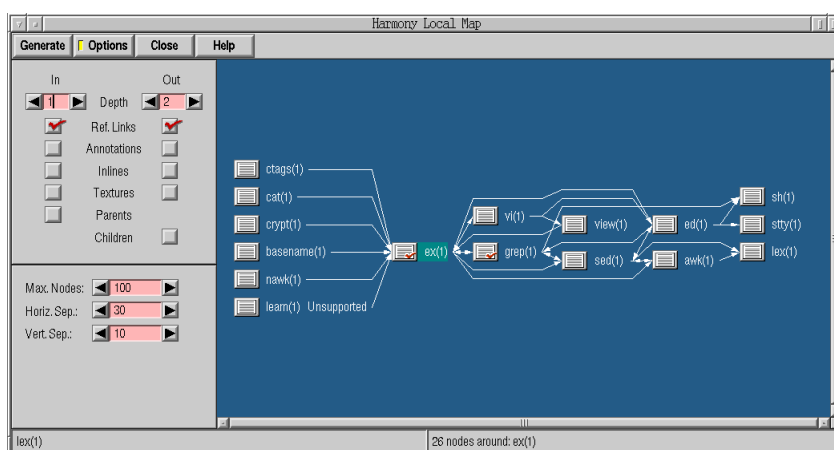 Harmony Local Map
Generate Options Close Help
In Out
1 Depth 2
Ref. Links
Annotations
Inlines
Textures
Parents
Children
Max. Nodes: 100
Horiz. Sep.: 30
Vert. Sep.: 10
ctags(1)
cat(1)
crypt(1)
basename(1)
nawk(1)
learn(1) Unsupported
ex(1)
vi(1)
grep(1)
view(1)
sed(1)
ed(1)
awk(1)
sh(1)
stty(1)
lex(1)
lex(1) 26 nodes around: ex(1)